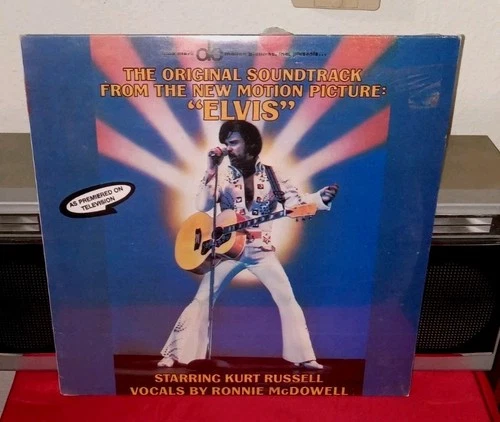 THE ORIGINAL SOUNDTRACK
FROM THE NEW MOTION PICTURE:
"ELVIS"
AS PREMIERED ON
TELEVISION
STARRING KURT RUSSELL
VOCALS BY RONNIE McDOWELL